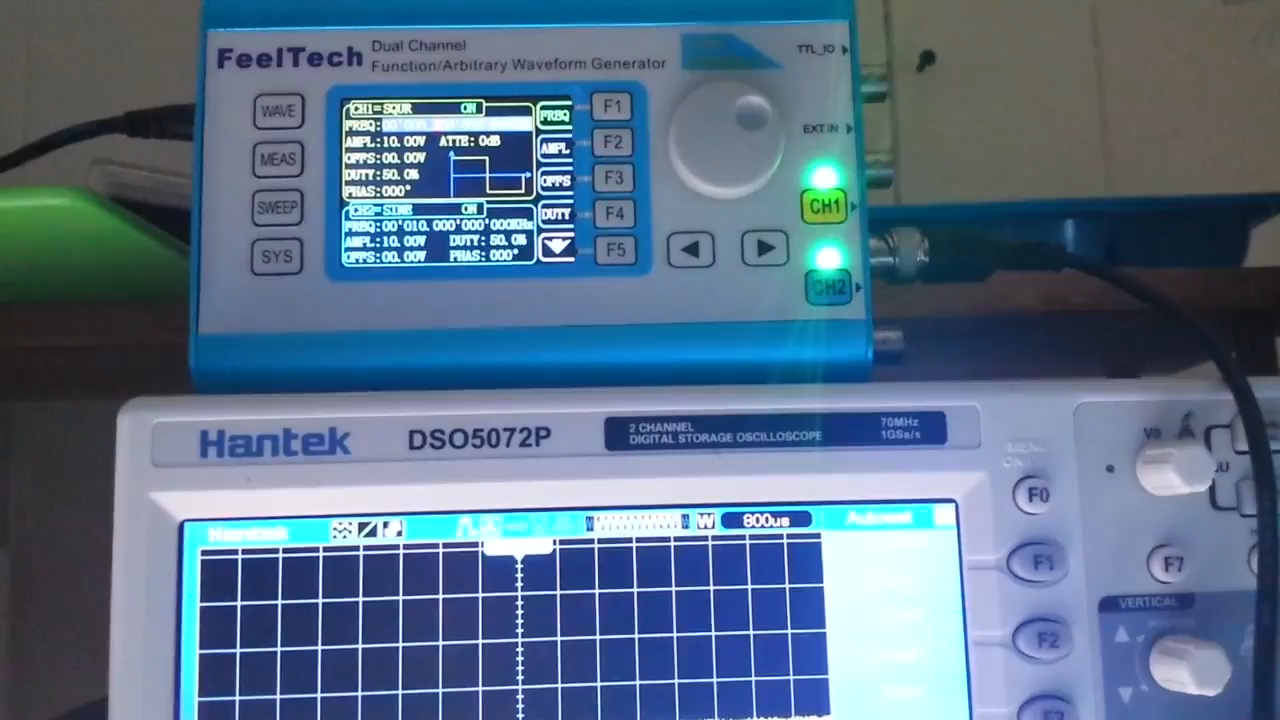 FeelTech
Dual Channel
Function/Arbitrary Waveform Generator
TTL_IO
WAVE
MEAS
SWEEP
SYS
CH1=SQUR ON
FREQ:
AMPL:10.00V ATTE: 0dB
OFFS:00.00V
DUTY:50.0%
PHAS:000°
CH2=SINE ON
FREQ:00'010.000'000'000KHz
AMPL:10.00V DUTY: 50.0%
OFFS:00.00V PHAS: 000°
FREQ
AMPL
OFFS
DUTY
F1
F2
F3
F4
F5
EXT.IN
CH1
CH2
Hantek
DSO5072P
2 CHANNEL
DIGITAL STORAGE OSCILLOSCOPE
70MHz
1GSa/s
W
800us
F0
F1
F2
F7
VERTICAL